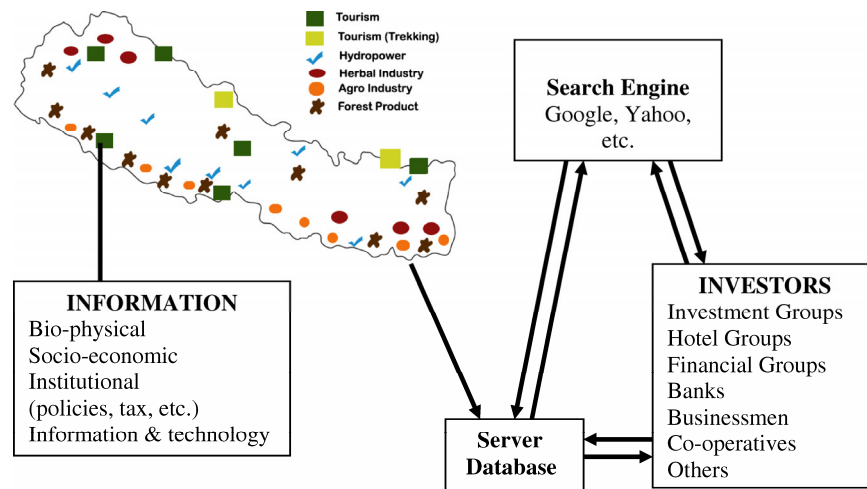 Tourism
Tourism (Trekking)
Hydropower
Herbal Industry
Agro Industry
Forest Product
Search Engine
Google, Yahoo,
etc.
INFORMATION
Bio-physical
Socio-economic
Institutional
(policies, tax, etc.)
Information & technology
Server
Database
INVESTORS
Investment Groups
Hotel Groups
Financial Groups
Banks
Businessmen
Co-operatives
Others